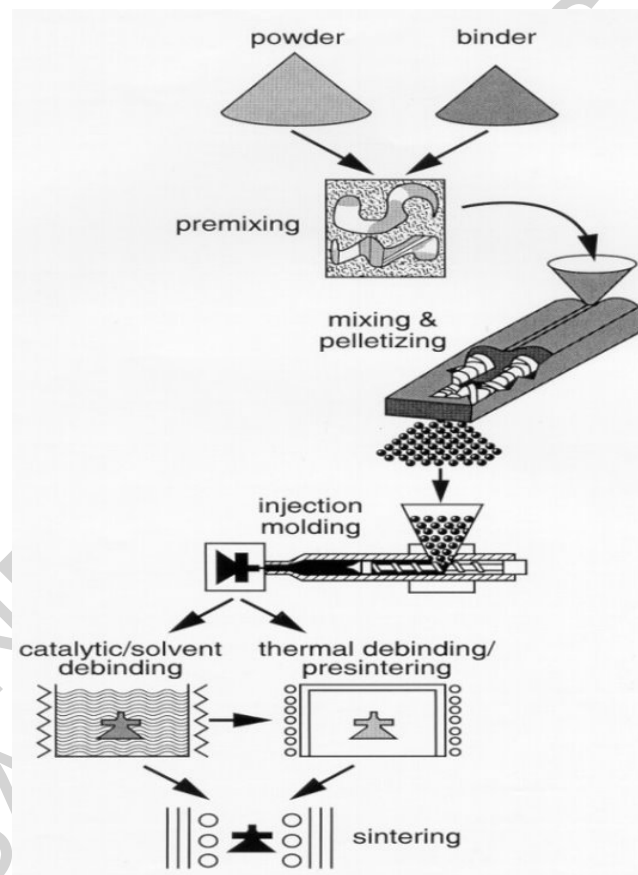 powder
binder
premixing
mixing &
pelletizing
injection
molding
catalytic/solvent
debinding
thermal debinding/
presintering
sintering